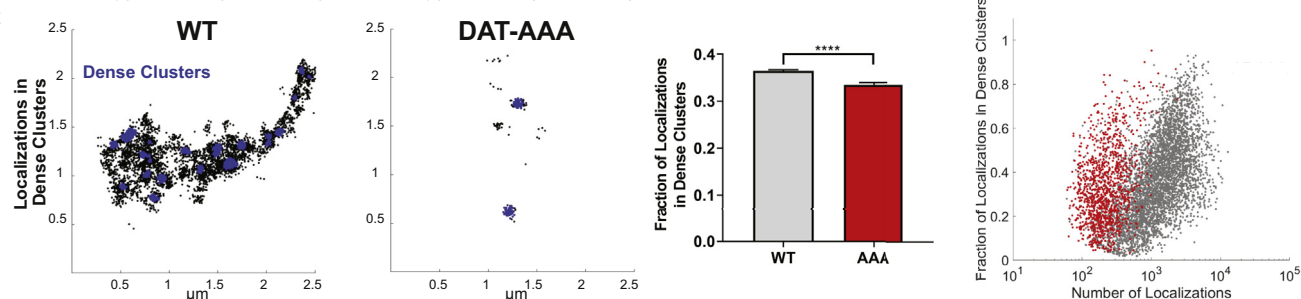 WT
Dense Clusters
Localizations in
Dense Clusters
2.5
2
1.5
1
0.5
0.5
1
1.5
2
2.5
µm
DAT-AAA
2.5
2
1.5
1
0.5
0.5
1
1.5
2
2.5
µm
Fraction of Localizations
in Dense Clusters
0.4
0.3
0.2
0.1
0.0
****
WT
AAA
Fraction of Localizations in Dense Clusters
1
0.8
0.6
0.4
0.2
0
10¹
10²
10³
10⁴
10⁵
Number of Localizations